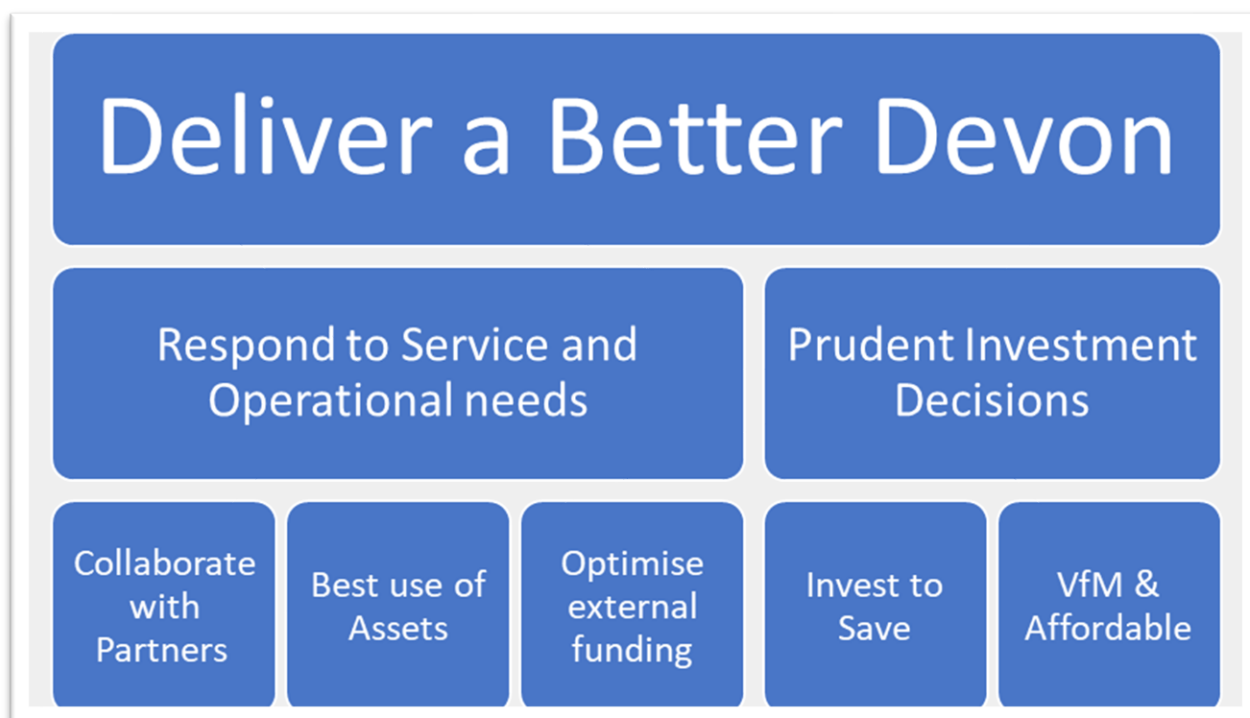 Deliver a Better Devon
Respond to Service and
Operational needs
Prudent Investment
Decisions
Collaborate
with
Partners
Best use of
Assets
Optimise
external
funding
Invest to
Save
VfM &
Affordable